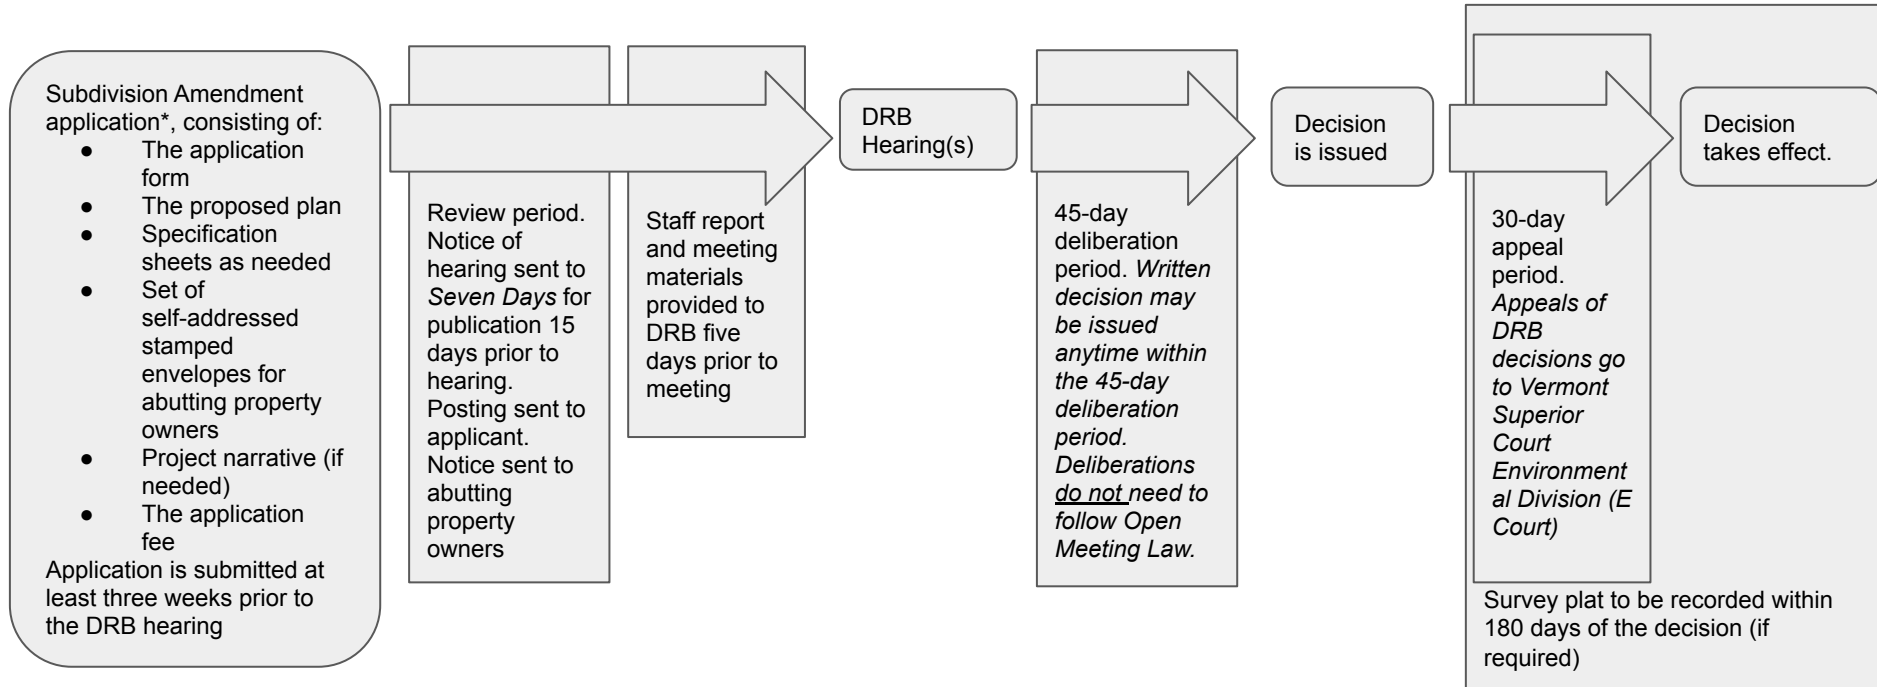 Subdivision Amendment
application*, consisting of:
● The application
form
● The proposed plan
● Specification
sheets as needed
● Set of
self-addressed
stamped
envelopes for
abutting property
owners
● Project narrative (if
needed)
● The application
fee
Application is submitted at
least three weeks prior to
the DRB hearing
Review period.
Notice of
hearing sent to
Seven Days for
publication 15
days prior to
hearing.
Posting sent to
applicant.
Notice sent to
abutting
property
owners
Staff report
and meeting
materials
provided to
DRB five
days prior to
meeting
DRB
Hearing(s)
45-day
deliberation
period. Written
decision may
be issued
anytime within
the 45-day
deliberation
period.
Deliberations
do not need to
follow Open
Meeting Law.
Decision
is issued
30-day
appeal
period.
Appeals of
DRB
decisions go
to Vermont
Superior
Court
Environment
al Division (E
Court)
Decision
takes effect.
Survey plat to be recorded within
180 days of the decision (if
required)